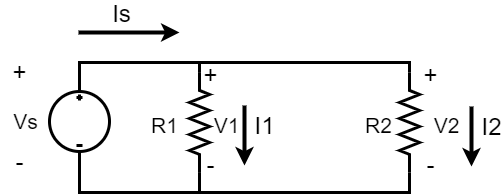 Is
+ + +
Vs R1 V1 I1 R2 V2 I2
- - -